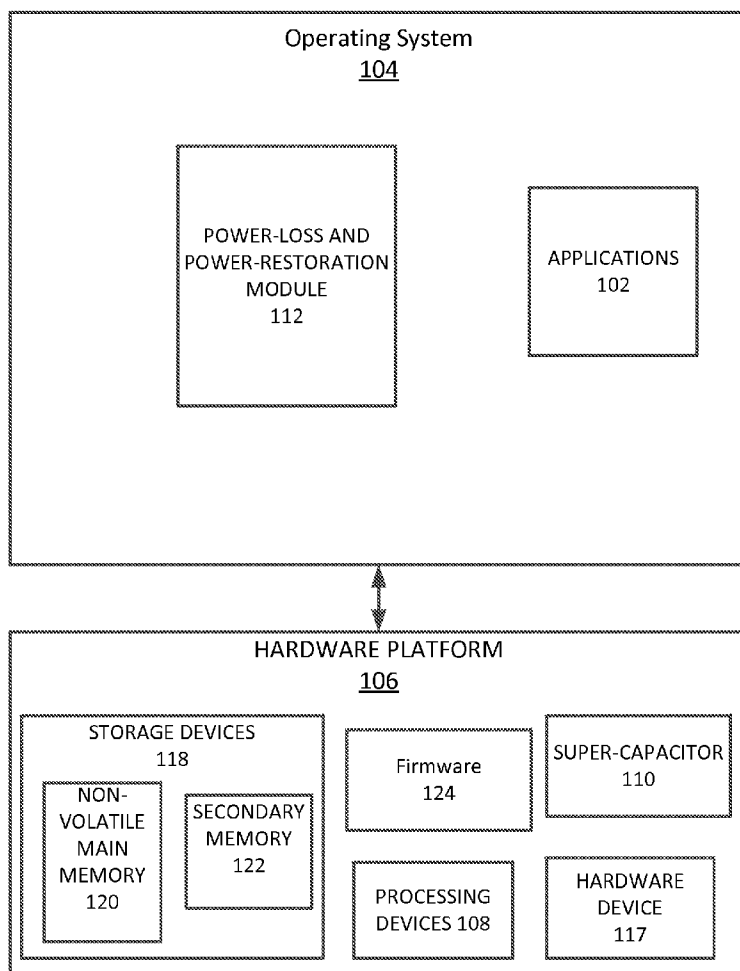 Operating System
104
POWER-LOSS AND
POWER-RESTORATION
MODULE
112
APPLICATIONS
102
HARDWARE PLATFORM
106
STORAGE DEVICES
118
NON-
VOLATILE
MAIN
MEMORY
120
SECONDARY
MEMORY
122
Firmware
124
SUPER-CAPACITOR
110
PROCESSING
DEVICES 108
HARDWARE
DEVICE
117